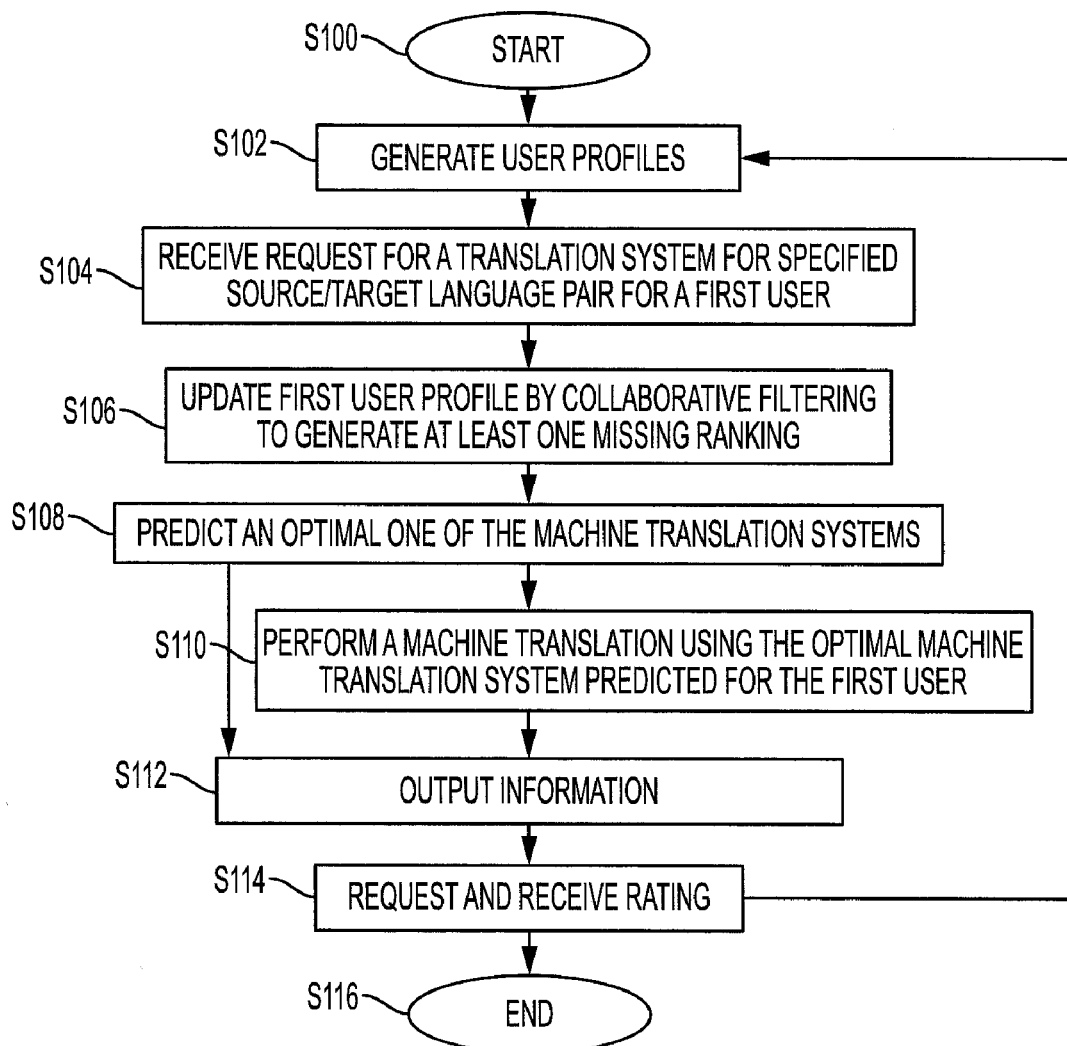 S100
START
S102
GENERATE USER PROFILES
S104
RECEIVE REQUEST FOR A TRANSLATION SYSTEM FOR SPECIFIED
SOURCE/TARGET LANGUAGE PAIR FOR A FIRST USER
S106
UPDATE FIRST USER PROFILE BY COLLABORATIVE FILTERING
TO GENERATE AT LEAST ONE MISSING RANKING
S108
PREDICT AN OPTIMAL ONE OF THE MACHINE TRANSLATION SYSTEMS
S110
PERFORM A MACHINE TRANSLATION USING THE OPTIMAL MACHINE
TRANSLATION SYSTEM PREDICTED FOR THE FIRST USER
S112
OUTPUT INFORMATION
S114
REQUEST AND RECEIVE RATING
S116
END